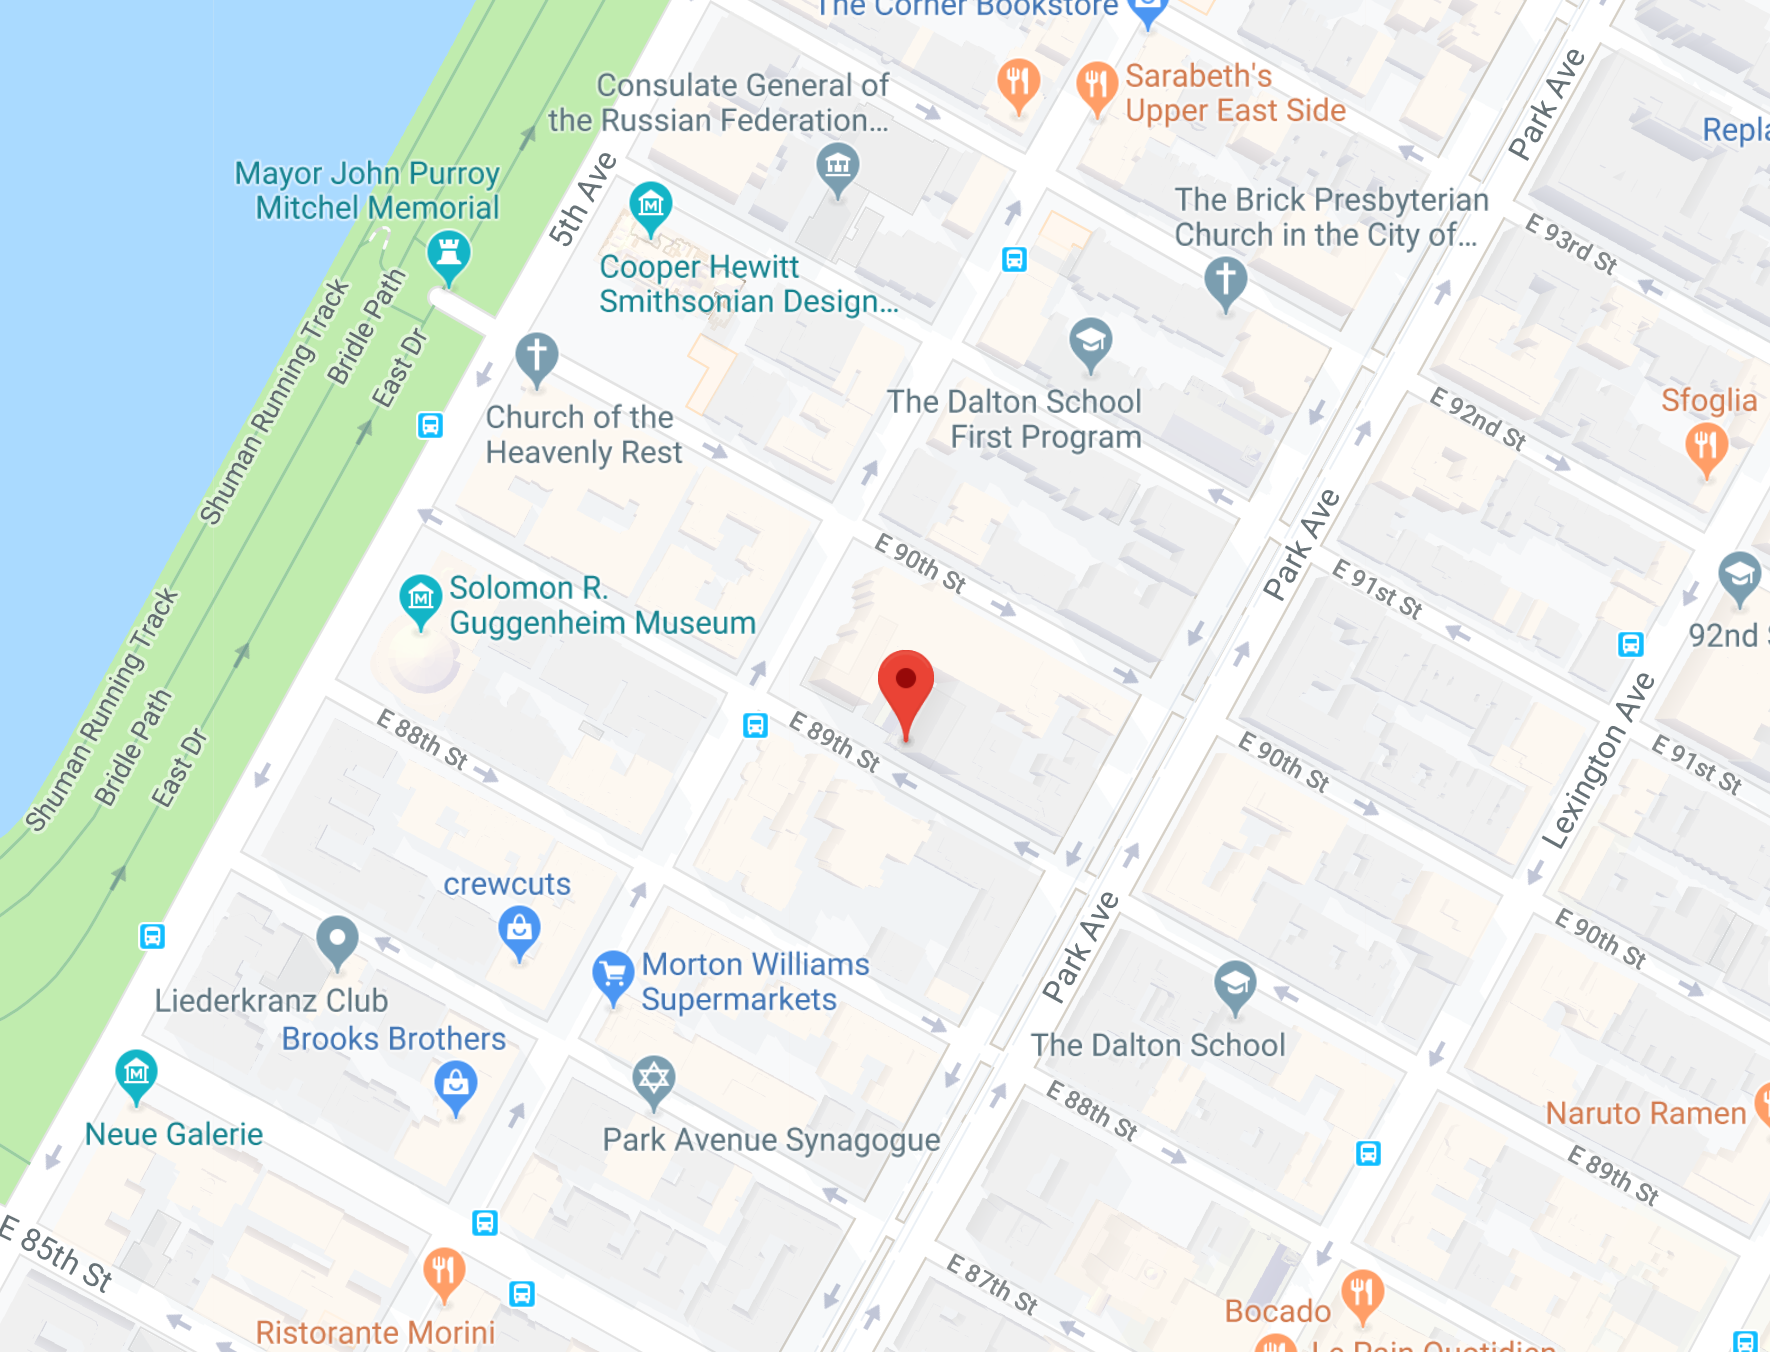 The Corner Bookstore
Consulate General of
the Russian Federation...
Sarabeth's
Upper East Side
Park Ave
Repla
Mayor John Purroy
Mitchel Memorial
5th Ave
The Brick Presbyterian
Church in the City of...
E 93rd St
Cooper Hewitt
Smithsonian Design...
Shuman Running Track
Bridle Path
East Dr
The Dalton School
First Program
Church of the
Heavenly Rest
E 92nd St
Sfoglia
Park Ave
E 90th St
E 91st St
Solomon R.
Guggenheim Museum
92nd S
Shuman Running Track
Bridle Path
East Dr
E 88th St
E 89th St
E 90th St
Lexington Ave
E 91st St
crewcuts
Park Ave
E 90th St
Morton Williams
Supermarkets
Liederkranz Club
Brooks Brothers
The Dalton School
E 88th St
Naruto Ramen
Neue Galerie
Park Avenue Synagogue
E 89th St
E 85th St
E 87th St
Bocado
Ristorante Morini
Le Pain Quotidien